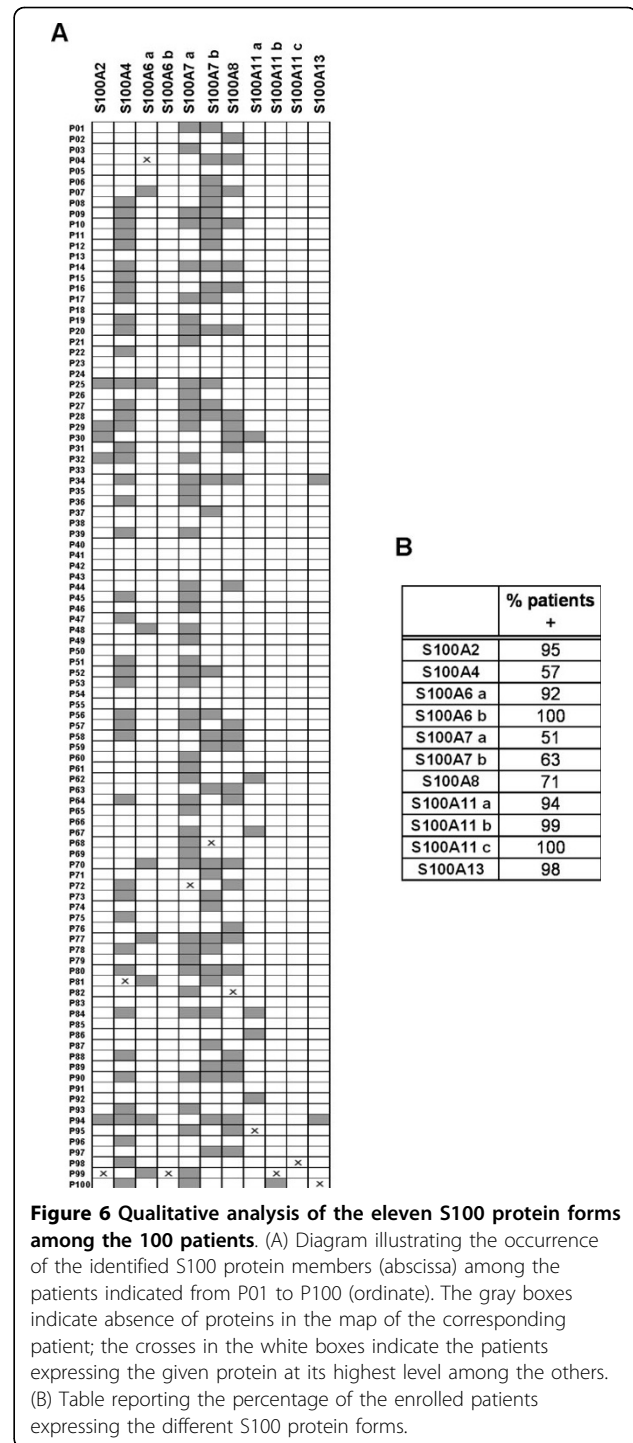 A
S100A2 S100A4 S100A6 a S100A6 b S100A7 a S100A7 b S100A8 S100A11 a S100A11 b S100A11 c S100A13
P01
P02
P03
P04 x
P05
P06
P07
P08
P09
P10
P11
P12
P13
P14
P15
P16
P17
P18
P19
P20
P21
P22
P23
P24
P25
P26
P27
P28
P29
P30
P31
P32
P33
P34
P35
P36
P37
P38
P39
P40
P41
P42
P43
P44
P45
P46
P47
P48
P49
P50
P51
P52
P53
P54
P55
P56
P57
P58
P59
P60
P61
P62
P63
P64
P65
P66
P67
P68 x
P69
P70
P71
P72 x
P73
P74
P75
P76
P77
P78
P79
P80
P81 x
P82 x
P83
P84
P85
P86
P87
P88
P89
P90
P91
P92
P93
P94
P95 x
P96
P97
P98 x
P99 x x x
P100 x
B
% patients
+
S100A2 95
S100A4 57
S100A6 a 92
S100A6 b 100
S100A7 a 51
S100A7 b 63
S100A8 71
S100A11 a 94
S100A11 b 99
S100A11 c 100
S100A13 98
Figure 6 Qualitative analysis of the eleven S100 protein forms
among the 100 patients. (A) Diagram illustrating the occurrence
of the identified S100 protein members (abscissa) among the
patients indicated from P01 to P100 (ordinate). The gray boxes
indicate absence of proteins in the map of the corresponding
patient; the crosses in the white boxes indicate the patients
expressing the given protein at its highest level among the others.
(B) Table reporting the percentage of the enrolled patients
expressing the different S100 protein forms.